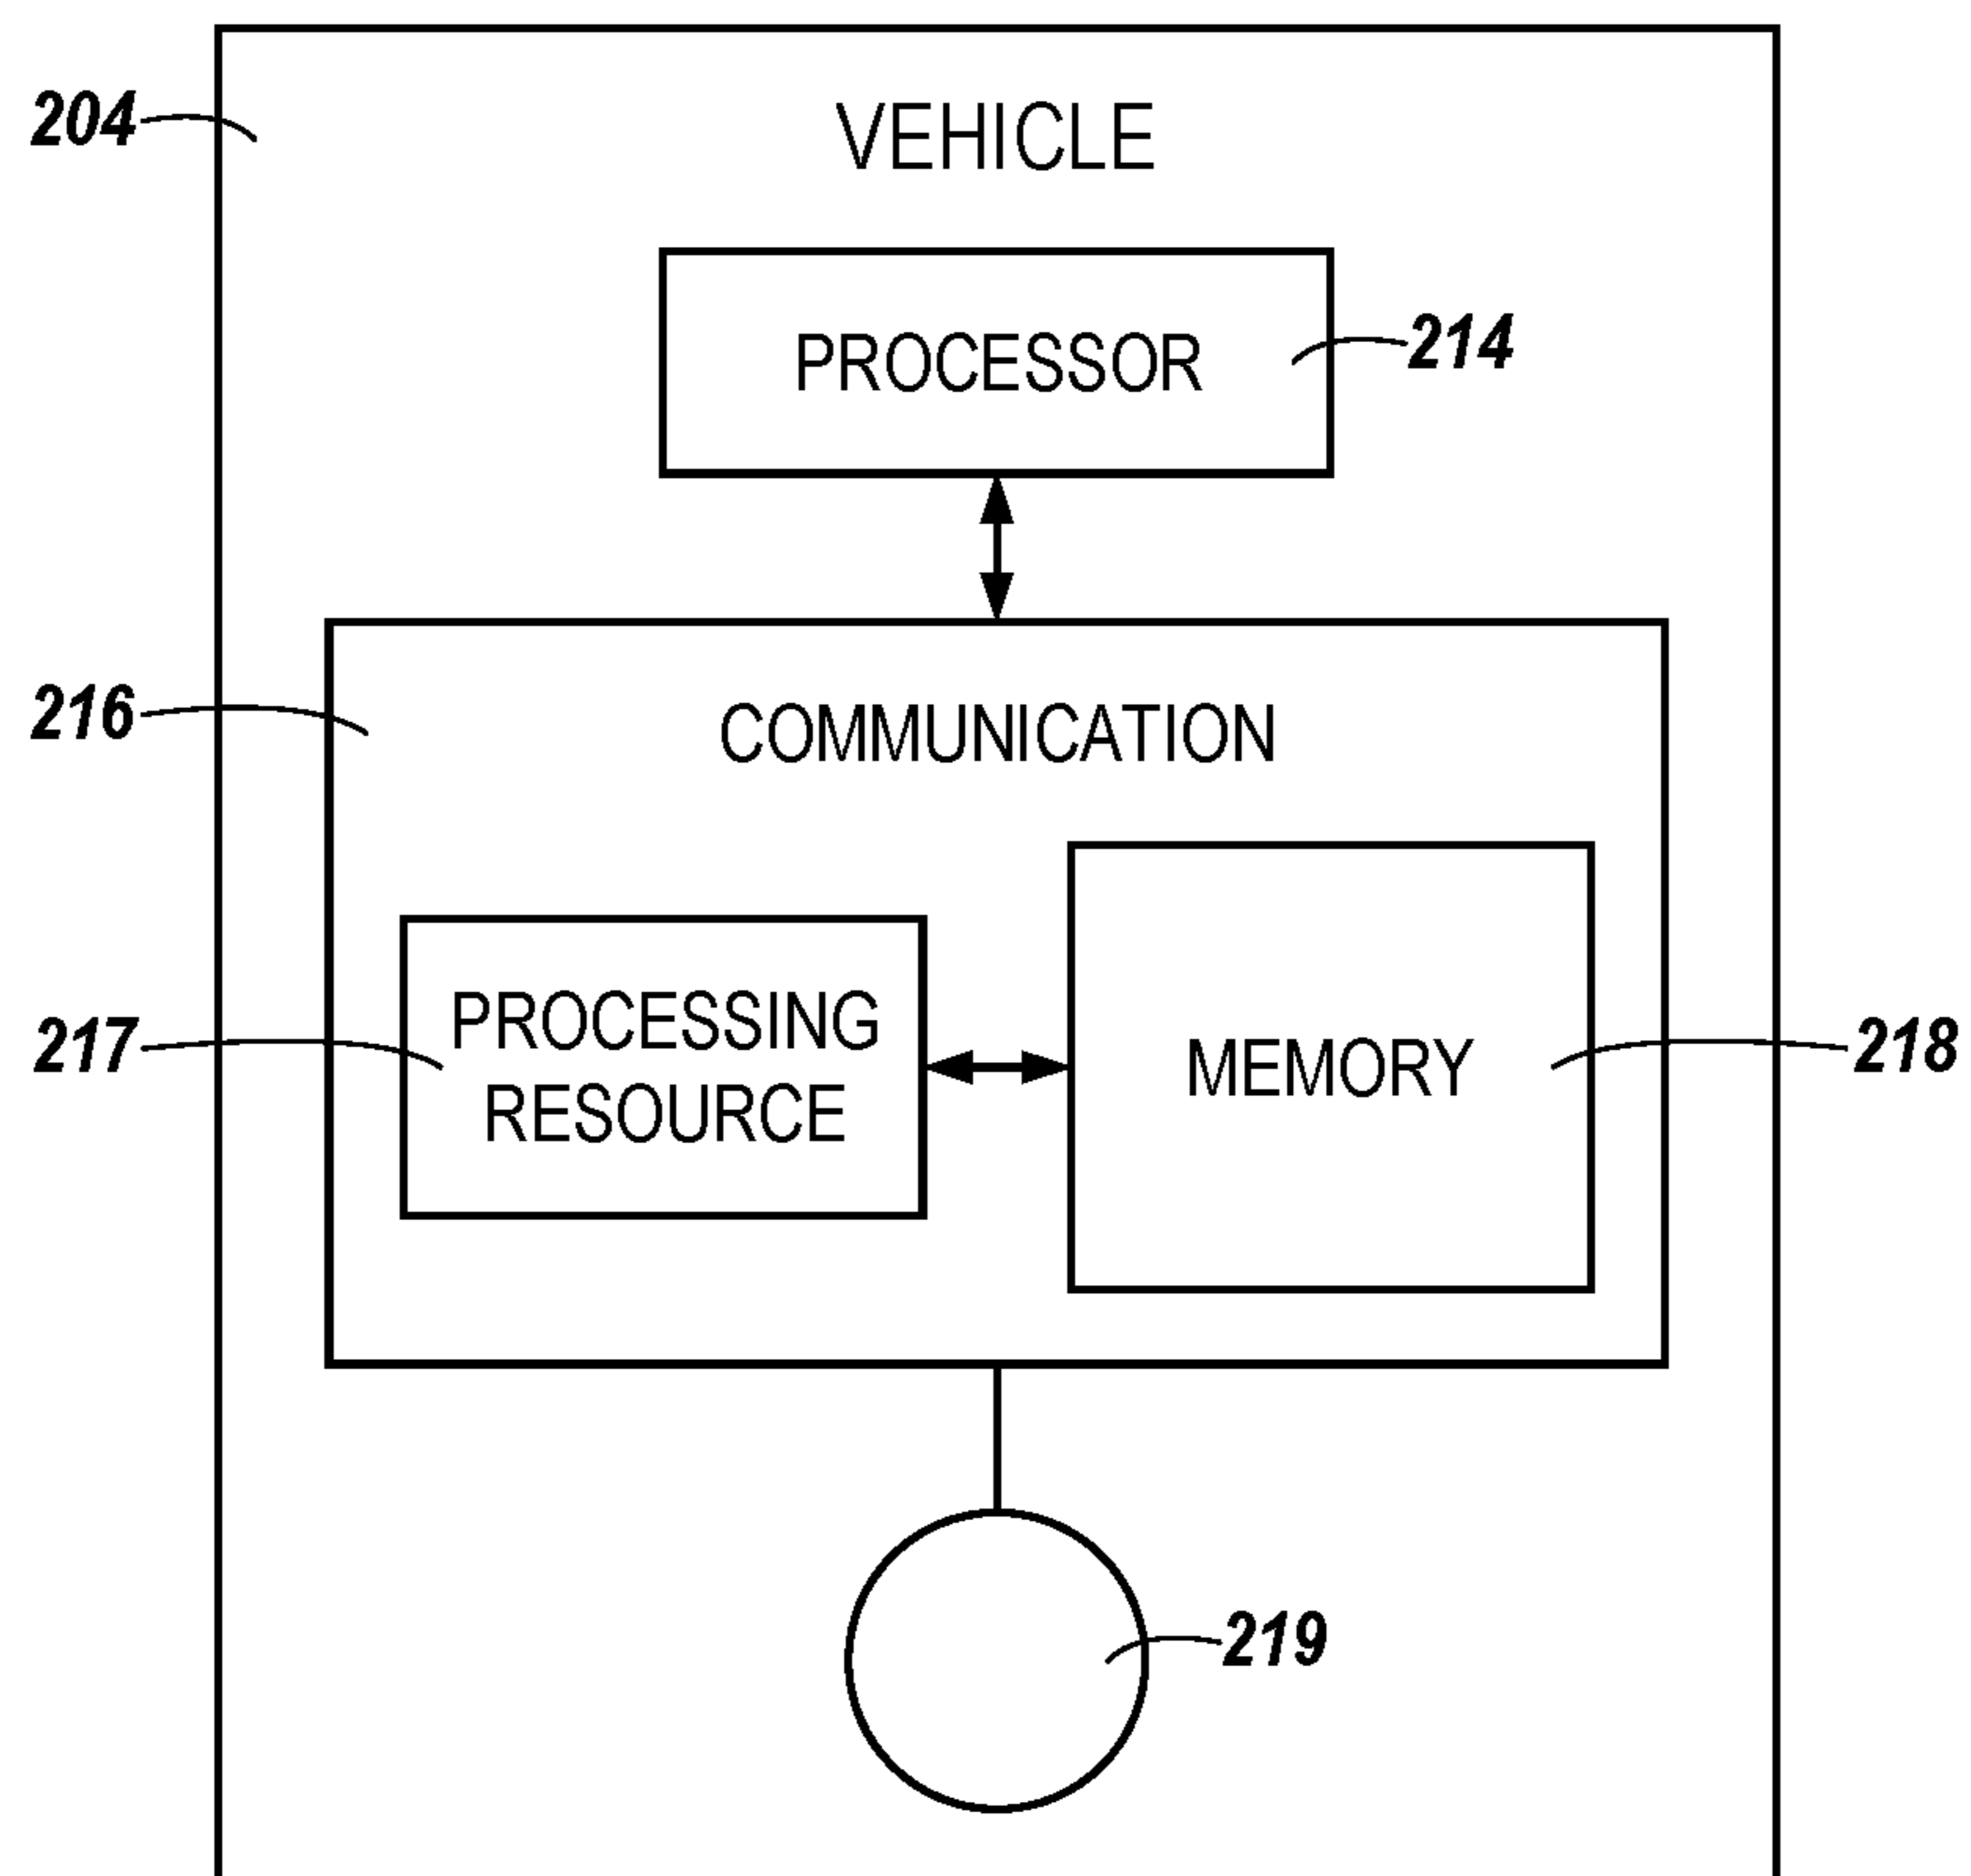 204
VEHICLE
PROCESSOR
214
216
COMMUNICATION
PROCESSING
RESOURCE
217
MEMORY
218
219